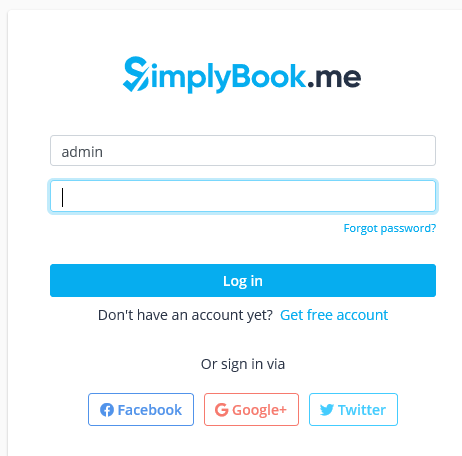 SimplyBook.me
admin
Forgot password?
Log in
Don't have an account yet? Get free account
Or sign in via
Facebook Google+ Twitter